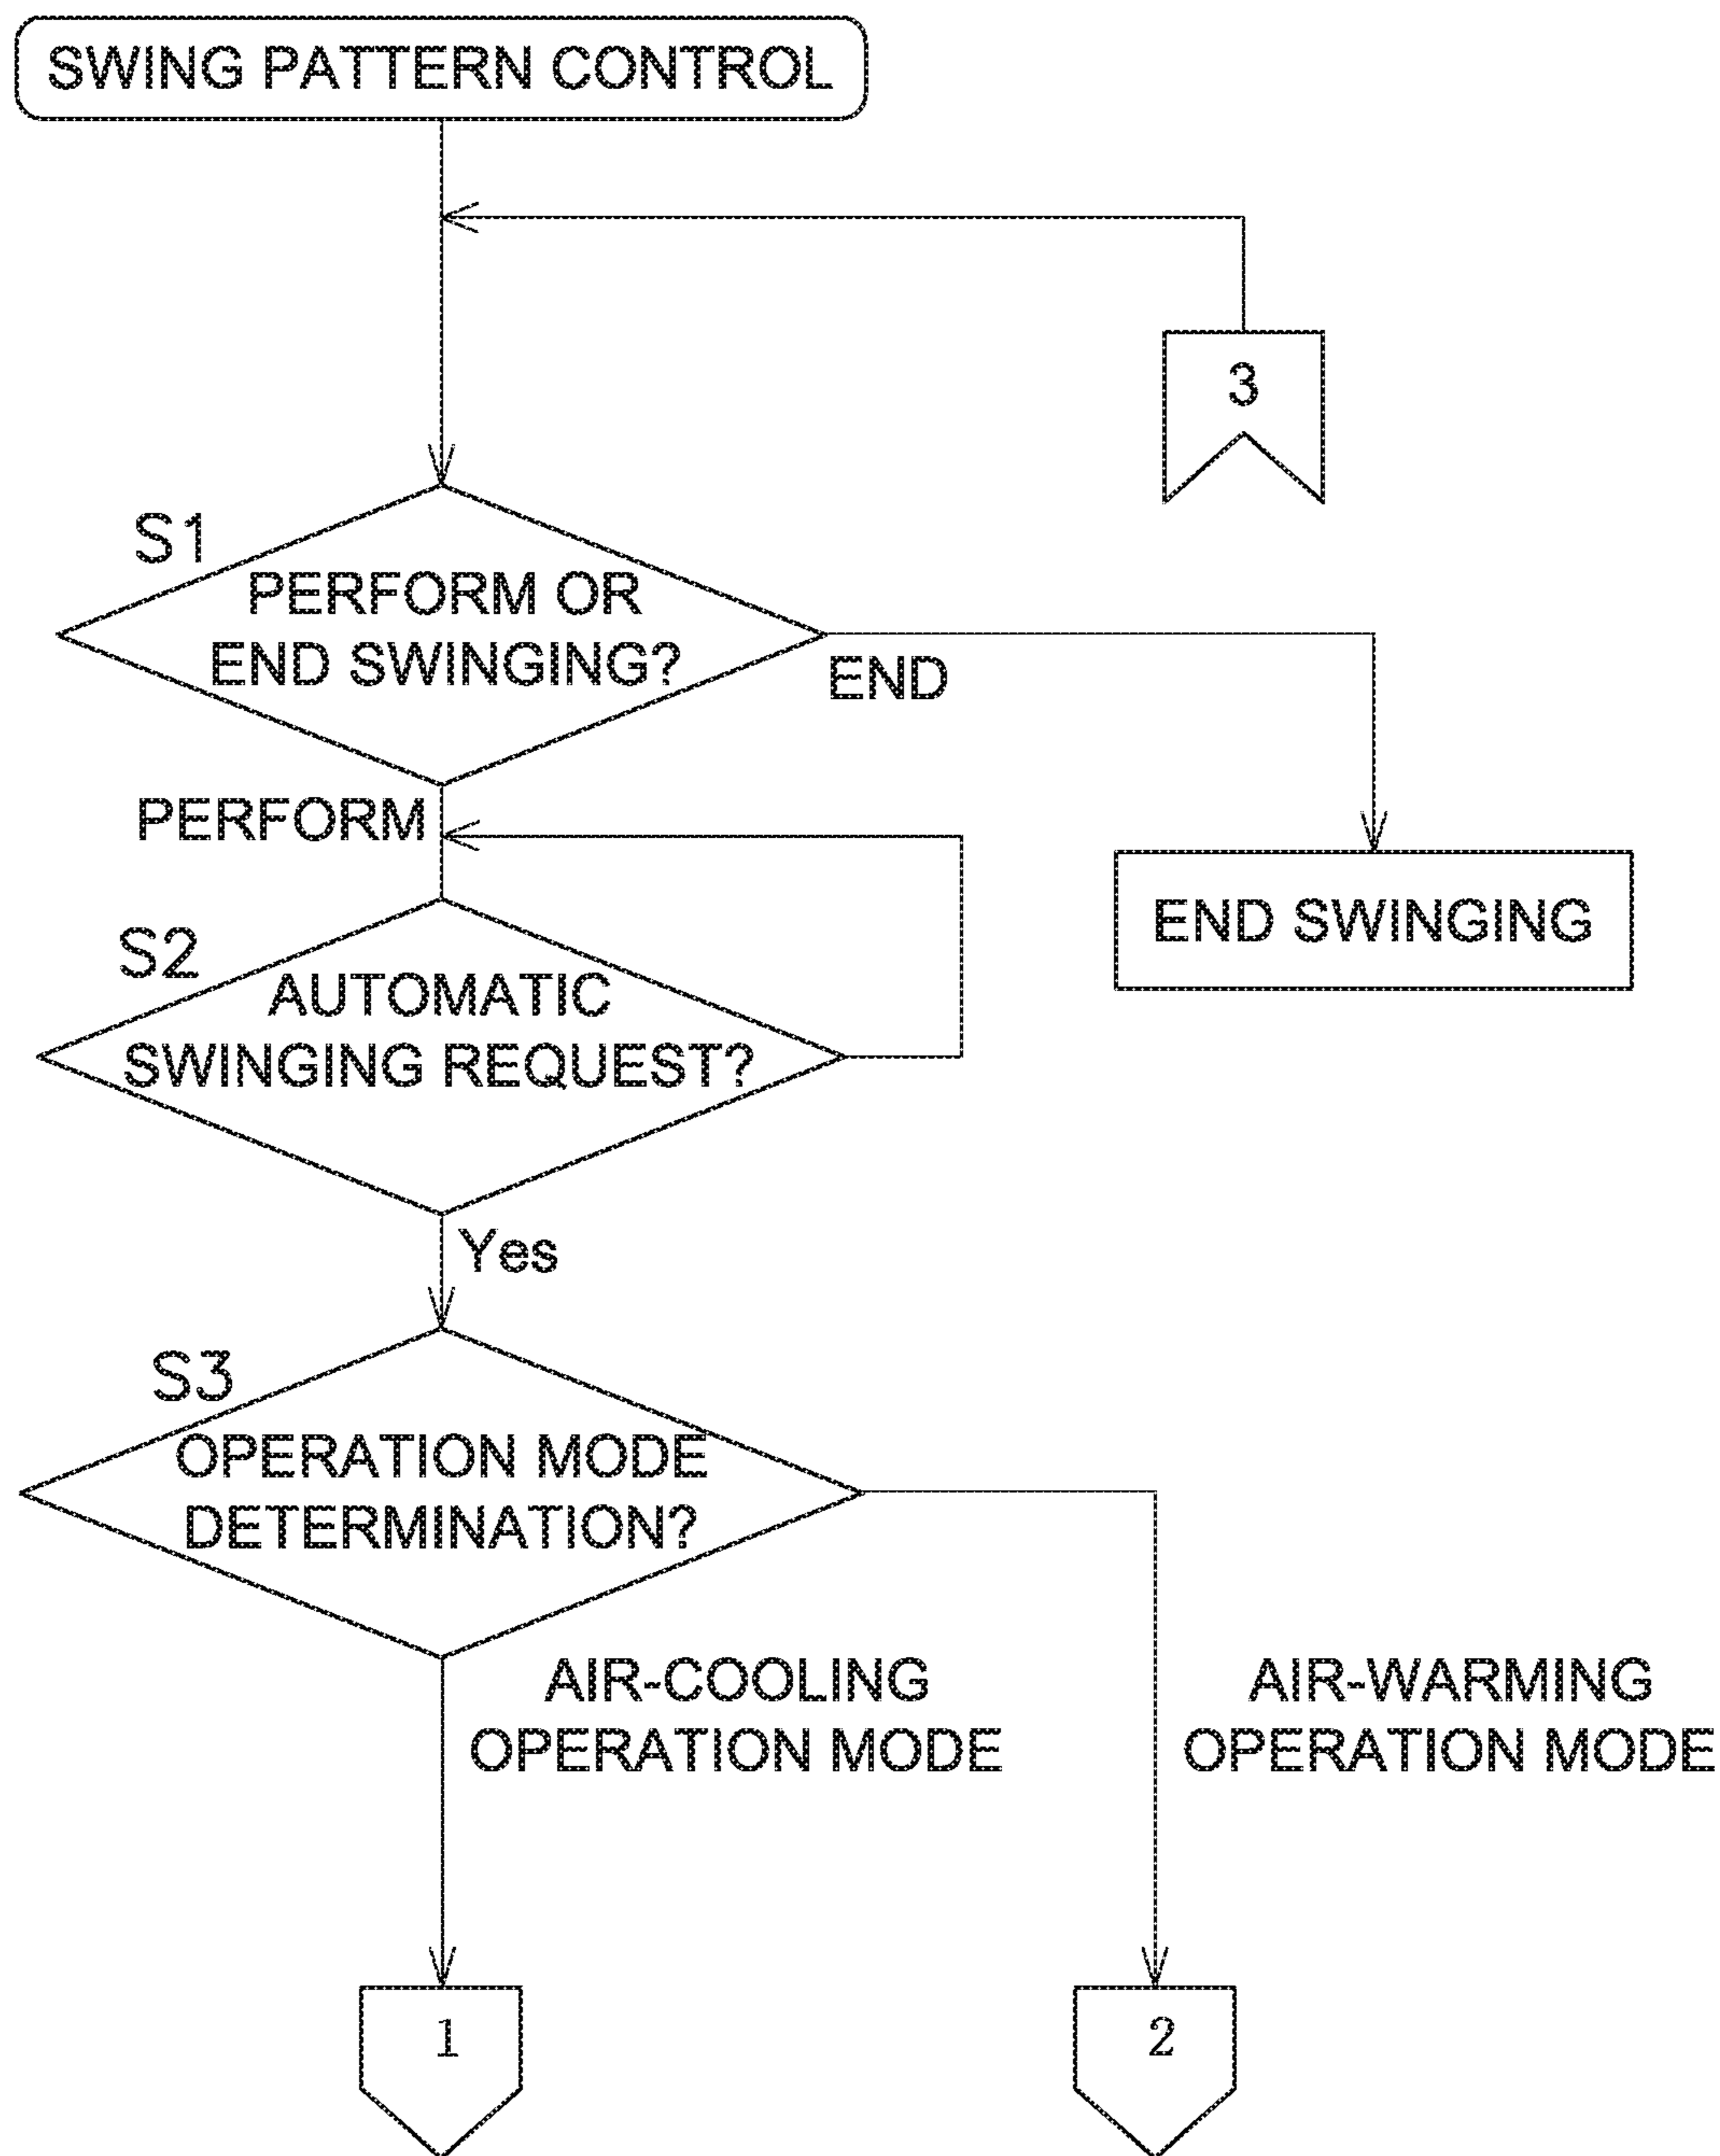 SWING PATTERN CONTROL
3
S1
PERFORM OR
END SWINGING?
END
PERFORM
END SWINGING
S2
AUTOMATIC
SWINGING REQUEST?
Yes
S3
OPERATION MODE
DETERMINATION?
AIR-COOLING
OPERATION MODE
AIR-WARMING
OPERATION MODE
1
2